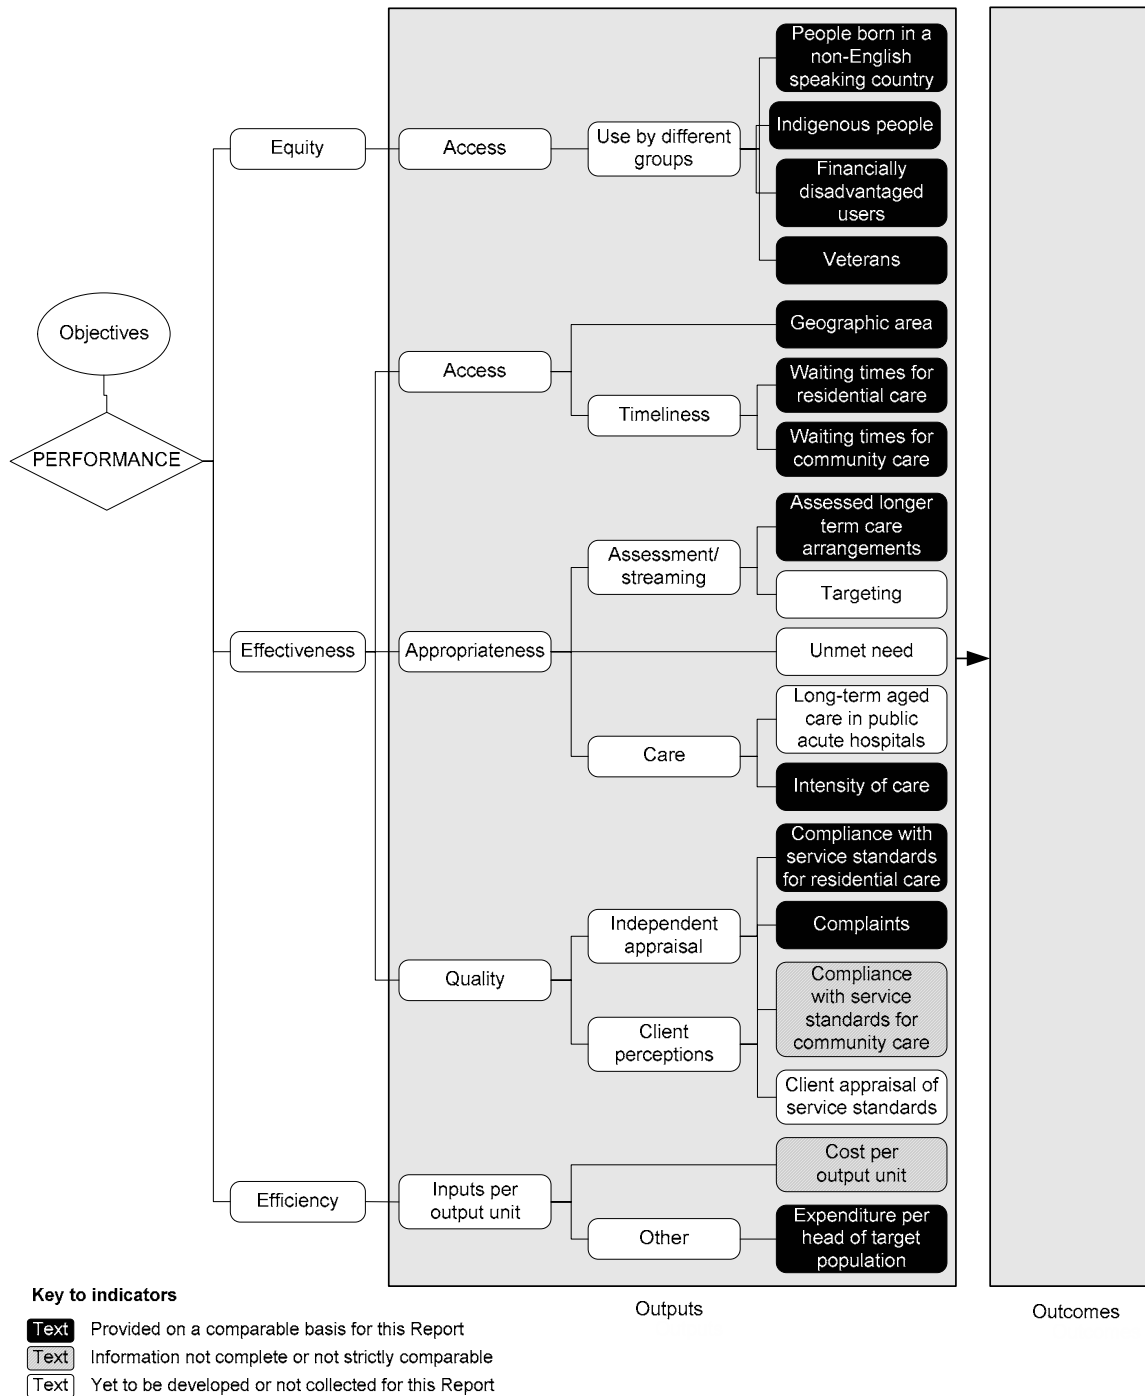 People born in a
non-English
speaking country
Equity
Access
Use by different
groups
Indigenous people
Financially
disadvantaged
users
Veterans
Objectives
Geographic area
Access
Waiting times for
residential care
Timeliness
Waiting times for
community care
PERFORMANCE
Assessed longer
term care
arrangements
Assessment/
streaming
Targeting
Effectiveness
Appropriateness
Unmet need
Long-term aged
care in public
acute hospitals
Care
Intensity of care
Compliance with
service standards
for residential care
Independent
appraisal
Complaints
Quality
Compliance
with service
standards for
community care
Client
perceptions
Client appraisal of
service standards
Cost per
output unit
Efficiency
Inputs per
output unit
Other
Expenditure per
head of target
population
Outputs
Outcomes
Key to indicators
Text Provided on a comparable basis for this Report
Text Information not complete or not strictly comparable
Text Yet to be developed or not collected for this Report